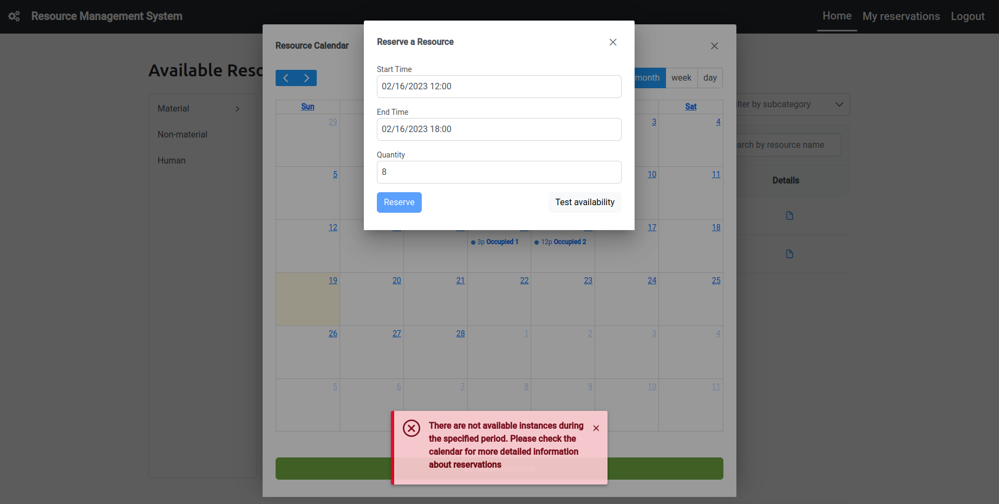 Resource Management System
Home
My reservations
Logout
Available
Material
Non-material
Human
Resource Calendar
month
week
day
Sun
Sat
29
3
4
5
10
11
12
17
18
3p Occupied 1
12p Occupied 2
19
20
21
22
23
24
25
26
27
28
1
2
3
4
5
6
7
8
9
10
11
by subcategory
by resource name
Details
Reserve a Resource
Start Time
02/16/2023 12:00
End Time
02/16/2023 18:00
Quantity
8
Reserve
Test availability
There are not available instances during
the specified period. Please check the
calendar for more detailed information
about reservations